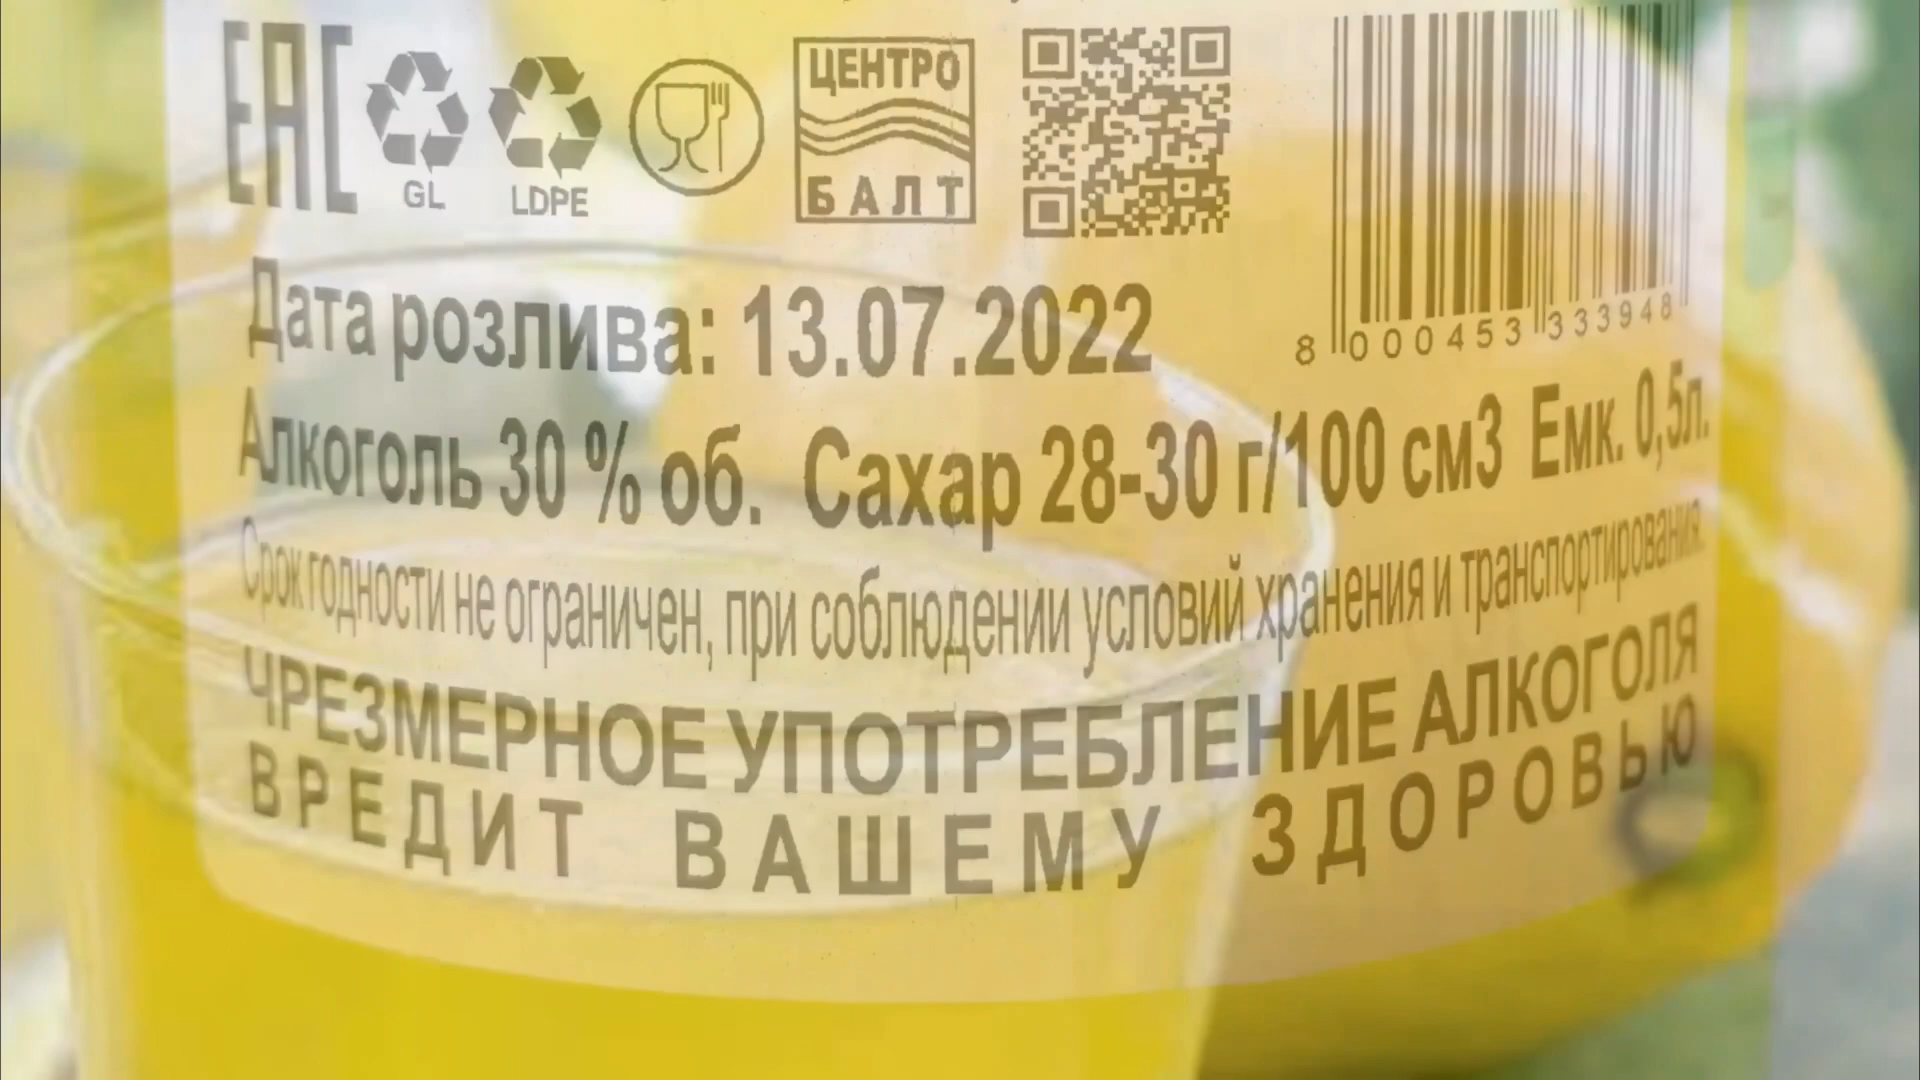 ЕАС
GL
LDPE
ЦЕНТРО
БАЛТ
8 000453 333948
Дата розлива: 13.07.2022
Алкоголь 30 % об. Сахар 28-30 г/100 см3 Емк. 0,5л.
Срок годности не ограничен, при соблюдении условий хранения и транспортирования.
ЧРЕЗМЕРНОЕ УПОТРЕБЛЕНИЕ АЛКОГОЛЯ
ВРЕДИТ ВАШЕМУ ЗДОРОВЬЮ